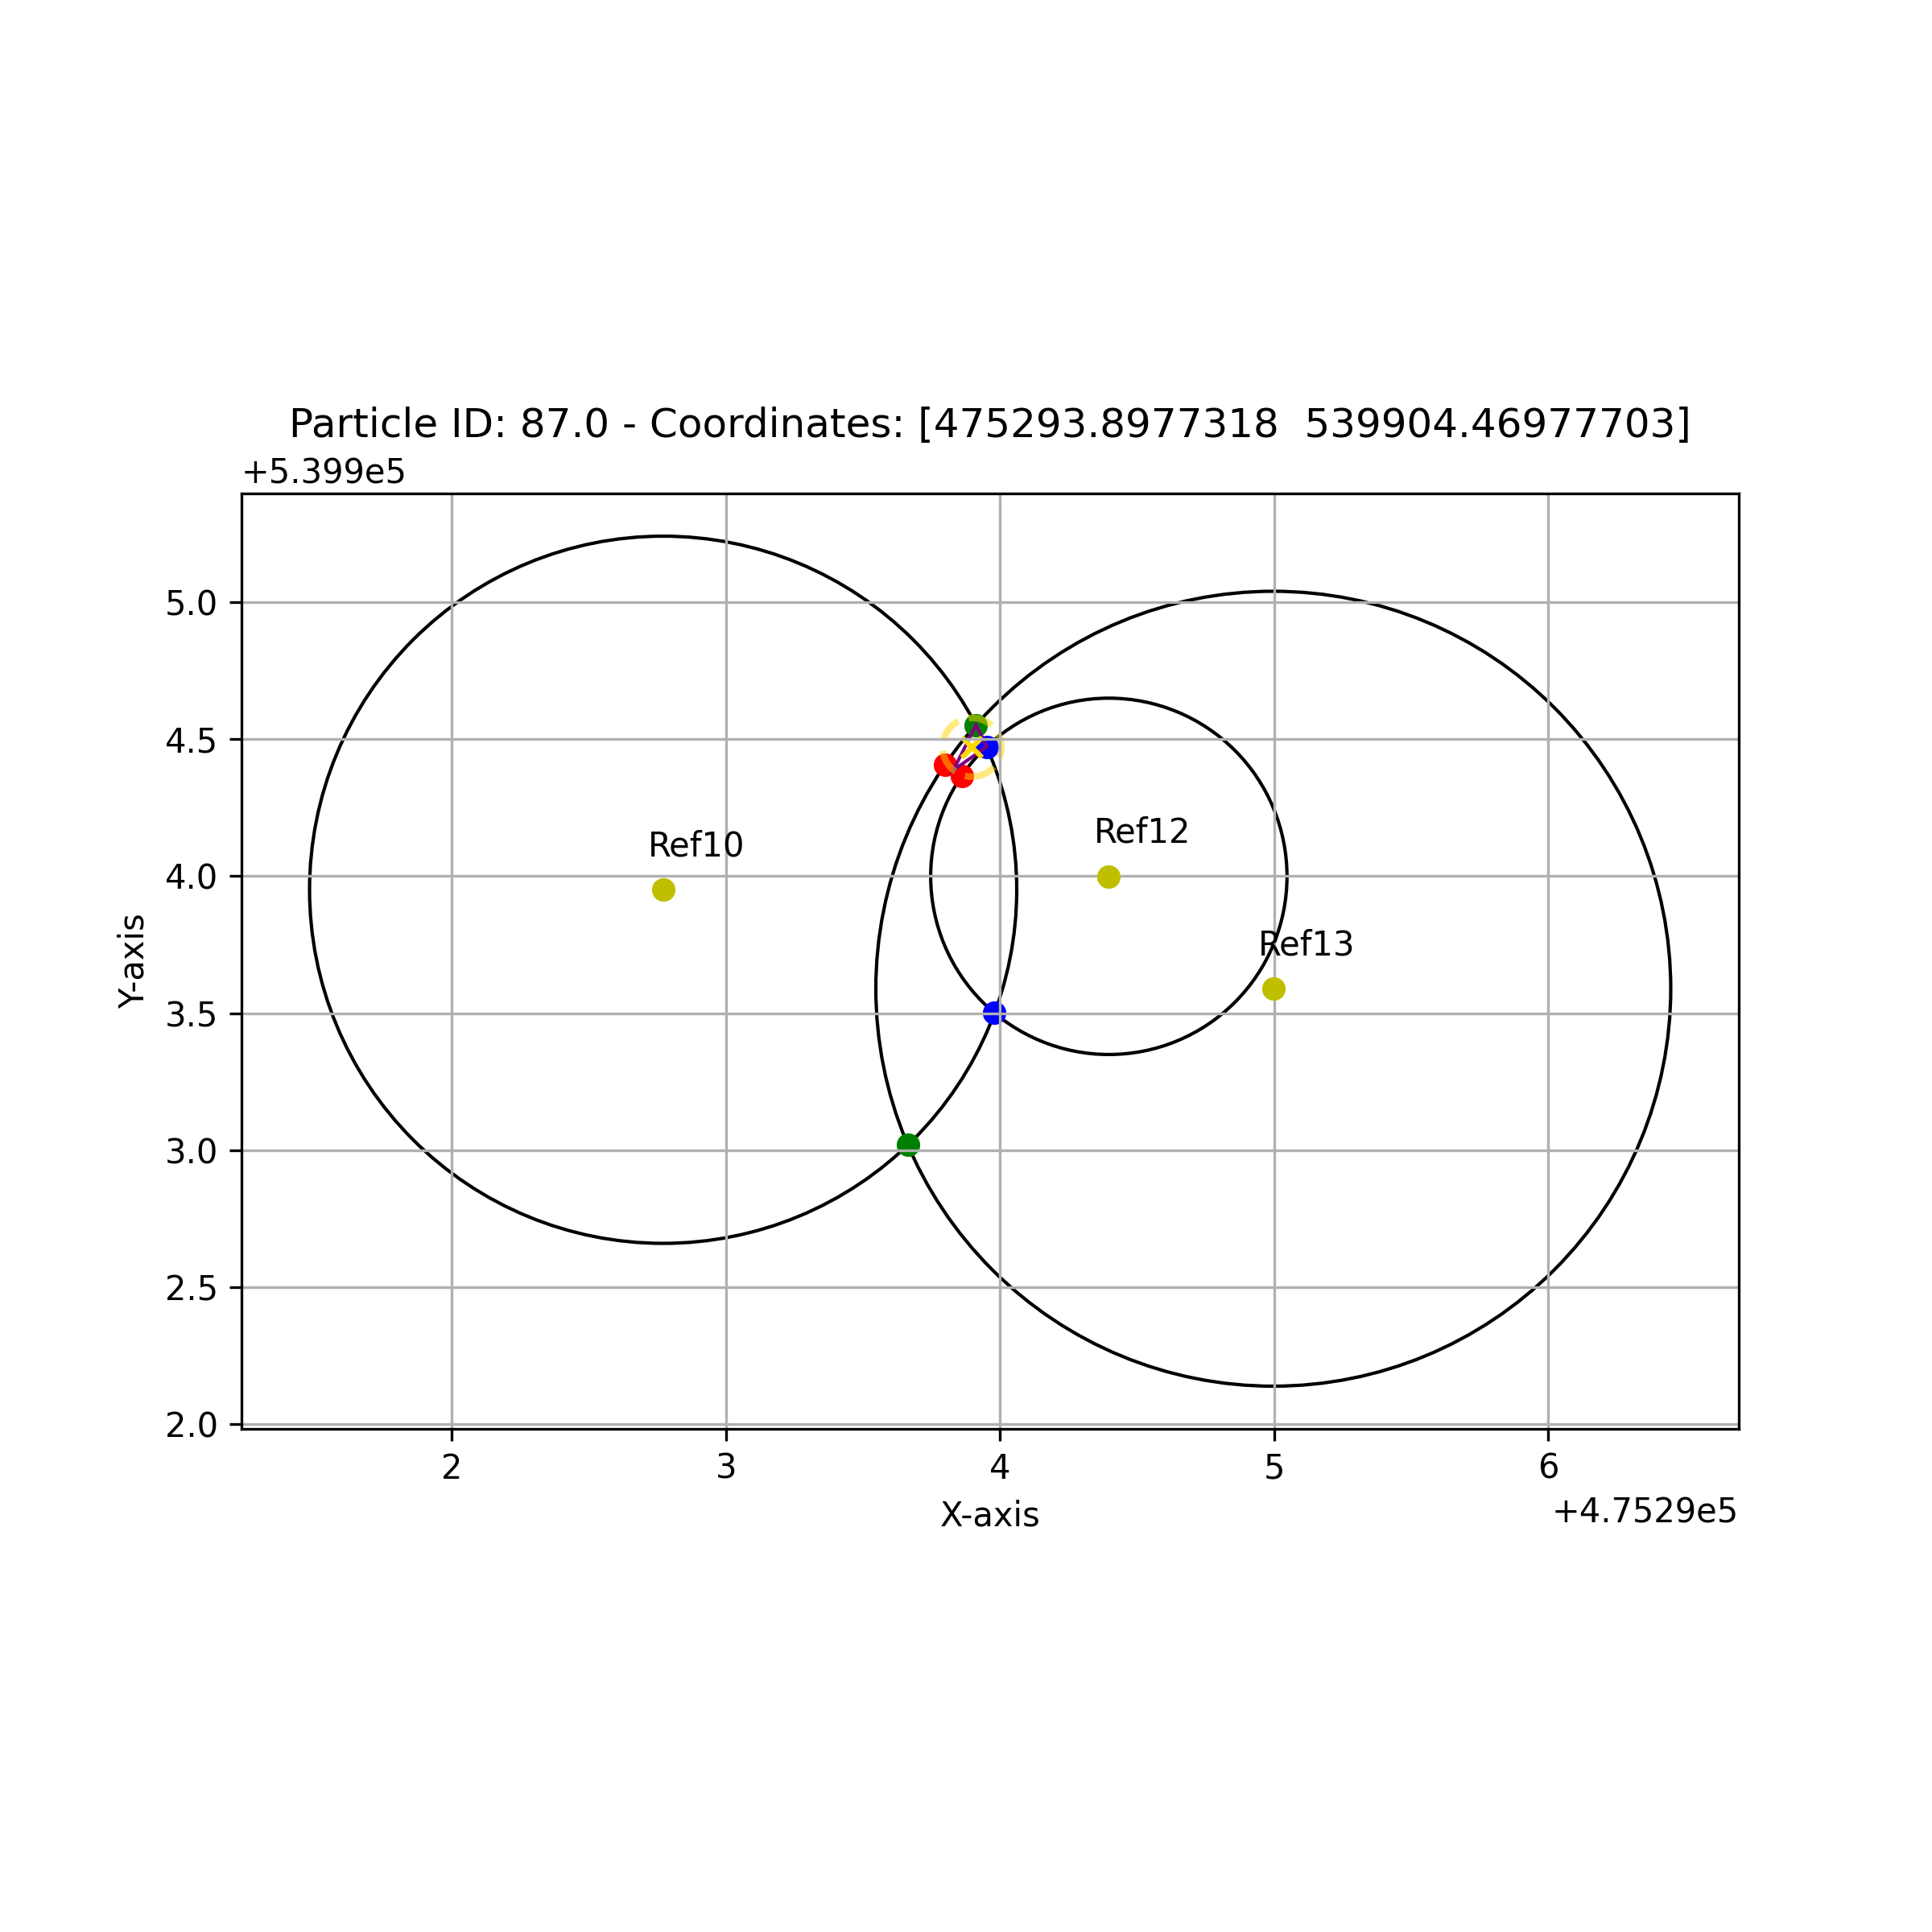 Particle ID: 87.0 - Coordinates: [475293.8977318  539904.46977703]
+5.399e5
5.0
4.5
4.0
3.5
3.0
2.5
2.0
Y-axis
Ref10
Ref12
Ref13
2 3 4 5 6
X-axis
+4.7529e5